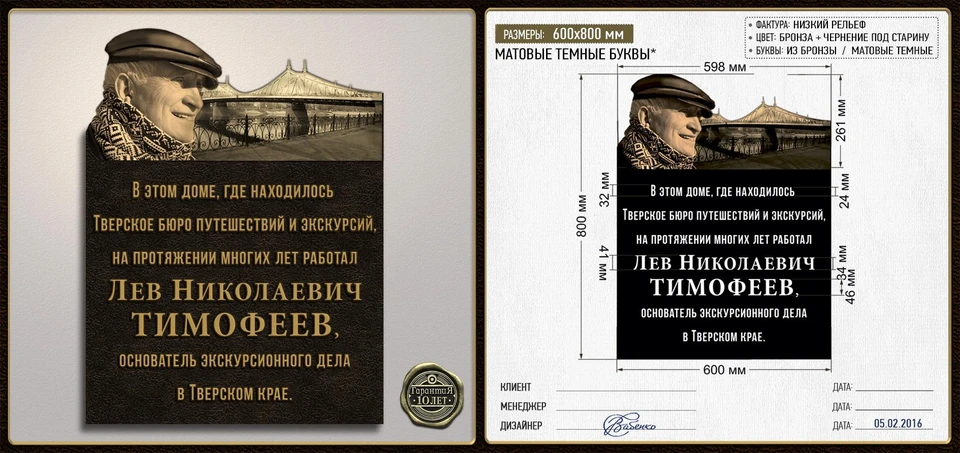 В этом доме, где находилось
Тверское бюро путешествий и экскурсий,
на протяжении многих лет работал
Лев Николаевич
ТИМОФЕЕВ,
основатель экскурсионного дела
в Тверском крае.
Гарантия
10 лет
РАЗМЕРЫ: 600х800 мм
МАТОВЫЕ ТЕМНЫЕ БУКВЫ*
• ФАКТУРА: НИЗКИЙ РЕЛЬЕФ
• ЦВЕТ: БРОНЗА + ЧЕРНЕНИЕ ПОД СТАРИНУ
• БУКВЫ: ИЗ БРОНЗЫ / МАТОВЫЕ ТЕМНЫЕ
598 мм
261 мм
800 мм
32 мм
24 мм
41 мм
34 мм
46 мм
В этом доме, где находилось
Тверское бюро путешествий и экскурсий,
на протяжении многих лет работал
Лев Николаевич
ТИМОФЕЕВ,
основатель экскурсионного дела
в Тверском крае.
600 мм
КЛИЕНТ
ДАТА:
МЕНЕДЖЕР
ДАТА:
ДИЗАЙНЕР
ДАТА: 05.02.2016